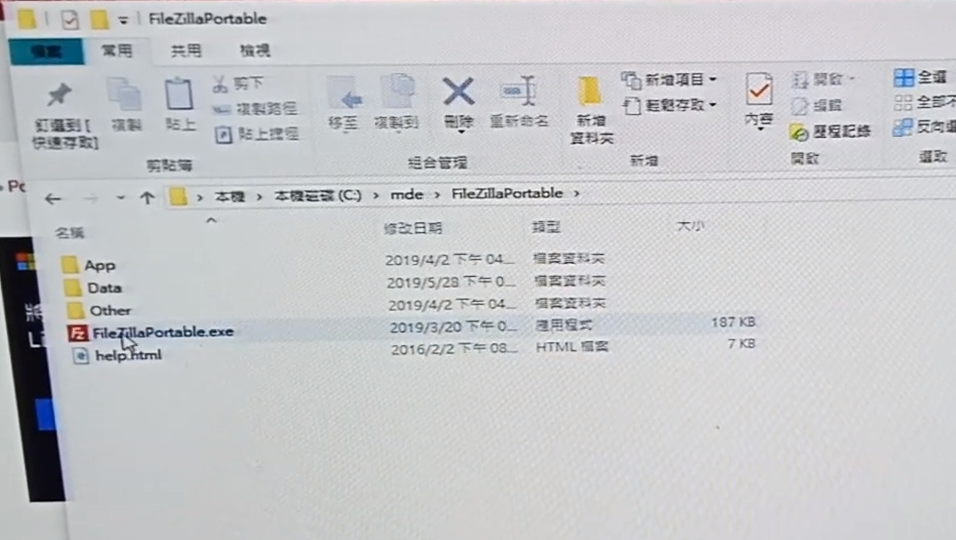 FileZillaPortable
檔案 常用 共用 檢視
釘選到 [快速存取]
複製
貼上
剪下
複製路徑
貼上捷徑
剪貼簿
移至
複製到
刪除
重新命名
組合管理
新增資料夾
新增項目
輕鬆存取
新增
內容
開啟
編輯
歷程記錄
開啟
全選
全部不
反向選
選取
本機 > 本機磁碟 (C:) > mde > FileZillaPortable >
名稱 修改日期 類型 大小
App 2019/4/2 下午 04... 檔案資料夾
Data 2019/5/28 下午 0... 檔案資料夾
Other 2019/4/2 下午 04... 檔案資料夾
FileZillaPortable.exe 2019/3/20 下午 0... 應用程式 187 KB
help.html 2016/2/2 下午 08... HTML 檔案 7 KB